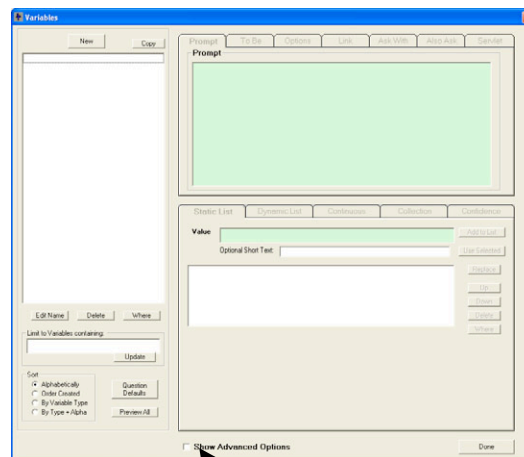 Variables
New
Copy
Edit Name
Delete
Where
Limit to Variables containing:
Update
Sort
Alphabetically
Order Created
By Variable Type
By Type + Alpha
Question Defaults
Preview All
Prompt
To Be
Options
Link
Ask With
Also Ask
Servlet
Prompt
Static List
Dynamic List
Continuous
Collection
Confidence
Value
Add to List
Optional Short Text:
Use Selected
Replace
Up
Down
Delete
Where
Show Advanced Options
Done